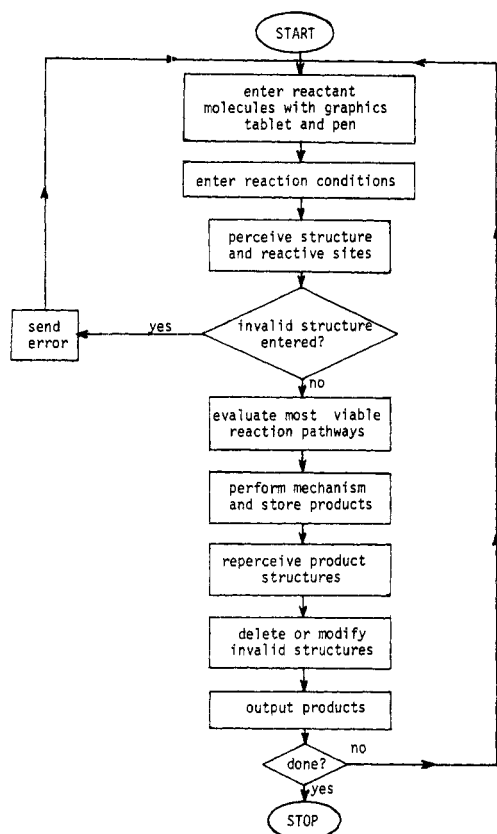 START
enter reactant
molecules with graphics
tablet and pen
enter reaction conditions
perceive structure
and reactive sites
invalid structure
entered?
yes
send
error
no
evaluate most viable
reaction pathways
perform mechanism
and store products
reperceive product
structures
delete or modify
invalid structures
output products
done?
no
yes
STOP